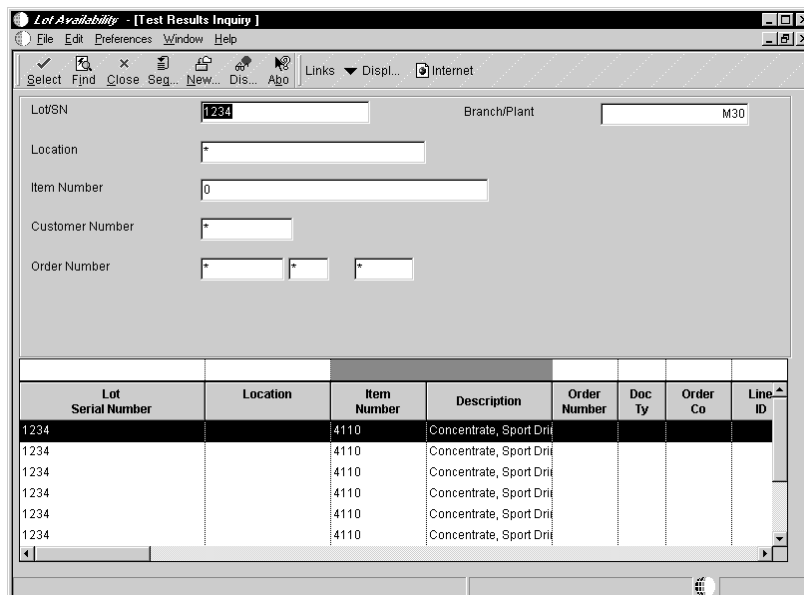 Lot Availability - [Test Results Inquiry ]
File Edit Preferences Window Help
Select Find Close Seq... New... Dis... Abo Links Displ... Internet
Lot/SN 1234 Branch/Plant M30
Location *
Item Number 0
Customer Number *
Order Number * * *
Lot Serial Number Location Item Number Description Order Number Doc Ty Order Co Line ID
1234 4110 Concentrate, Sport Dri
1234 4110 Concentrate, Sport Dri
1234 4110 Concentrate, Sport Dri
1234 4110 Concentrate, Sport Dri
1234 4110 Concentrate, Sport Dri
1234 4110 Concentrate, Sport Dri